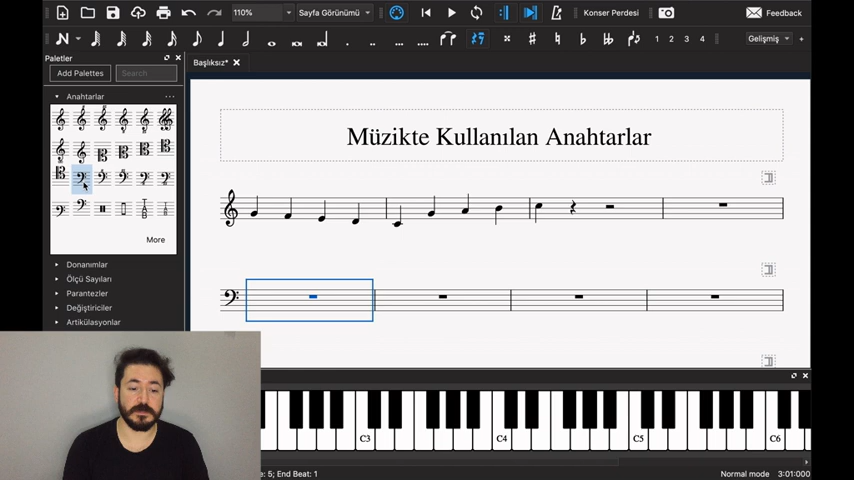 110%
Sayfa Görünümü
Konser Perdesi
Feedback
1 2 3 4
Gelişmiş
+
Paletler
Başlıksız*
Add Palettes
Search
Anahtarlar
Müzikte Kullanılan Anahtarlar
More
Donanımlar
Ölçü Sayıları
Parantezler
Değiştiriciler
Artikülasyonlar
C3
C4
C5
C6
e: 5; End Beat: 1
Normal mode
3:01:000